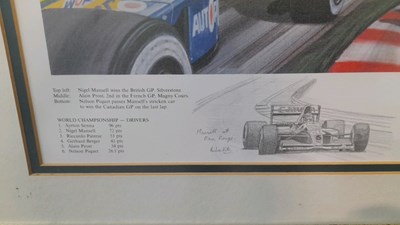 AUTO
Top left: Nigel Mansell wins the British GP, Silverstone.
Middle: Alain Prost, 2nd in the French GP, Magny Cours.
Bottom: Nelson Piquet passes Mansell's stricken car
to win the Canadian GP on the last lap.
WORLD CHAMPIONSHIP — DRIVERS
1. Ayrton Senna 96 pts
2. Nigel Mansell 72 pts
3. Riccardo Patrese 53 pts
4. Gerhard Berger 43 pts
5. Alain Prost 34 pts
6. Nelson Piquet 26.5 pts
Mansell at